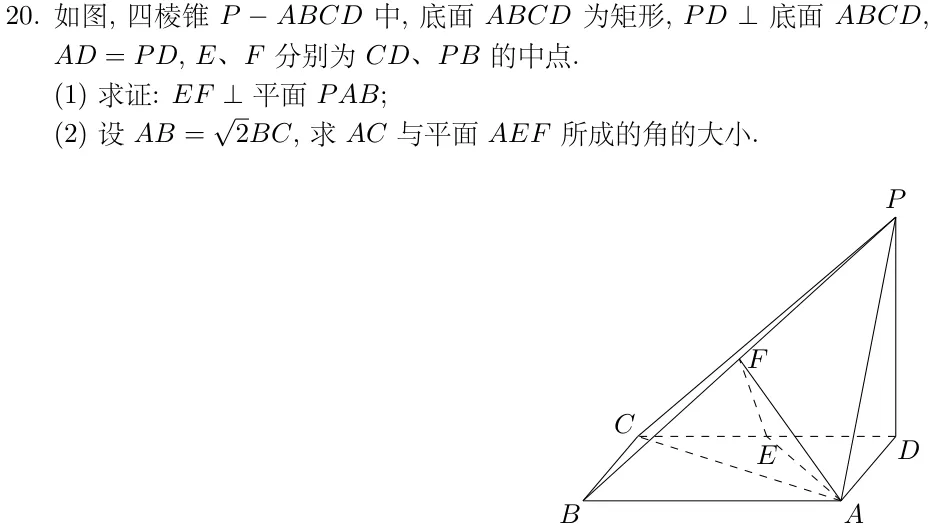 20. 如图, 四棱锥 P − ABCD 中, 底面 ABCD 为矩形, PD ⊥ 底面 ABCD,
AD = PD, E、F 分别为 CD、PB 的中点.
(1) 求证: EF ⊥ 平面 PAB;
(2) 设 AB = √2BC, 求 AC 与平面 AEF 所成的角的大小.
P
F
C
D
E
B
A